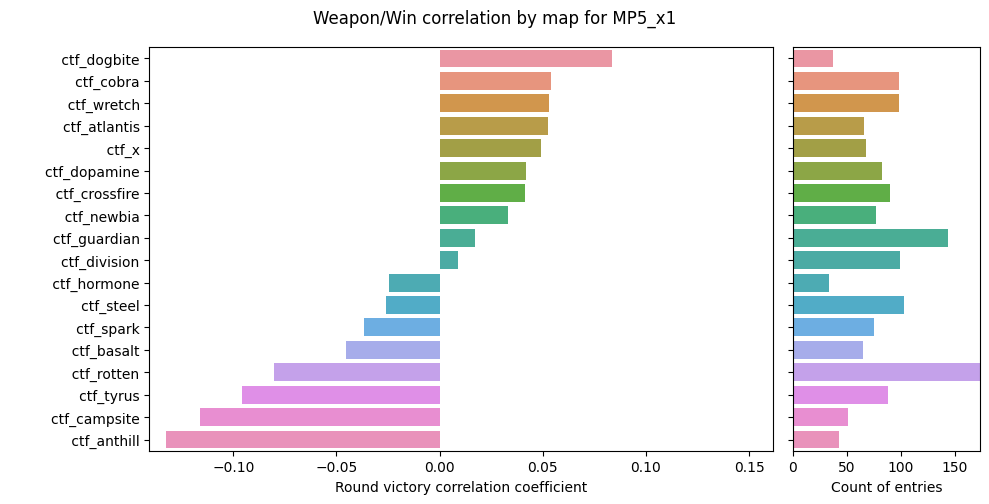 Weapon/Win correlation by map for MP5_x1
ctf_dogbite
ctf_cobra
ctf_wretch
ctf_atlantis
ctf_x
ctf_dopamine
ctf_crossfire
ctf_newbia
ctf_guardian
ctf_division
ctf_hormone
ctf_steel
ctf_spark
ctf_basalt
ctf_rotten
ctf_tyrus
ctf_campsite
ctf_anthill
−0.10 −0.05 0.00 0.05 0.10 0.15
Round victory correlation coefficient
0 50 100 150
Count of entries